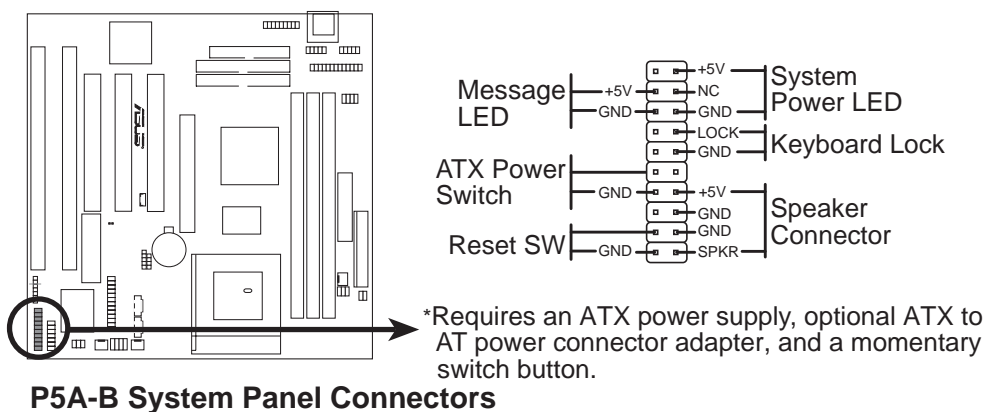 ASUS
Message
LED
+5V
GND
+5V
NC
GND
System
Power LED
LOCK
GND
Keyboard Lock
ATX Power
Switch
GND
Reset SW
GND
+5V
GND
GND
SPKR
Speaker
Connector
*Requires an ATX power supply, optional ATX to
AT power connector adapter, and a momentary
switch button.
P5A-B System Panel Connectors